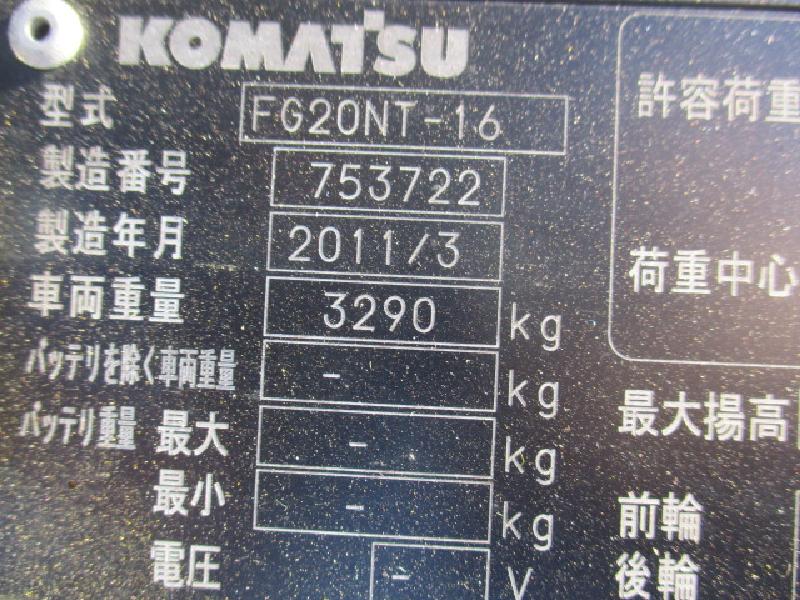 KOMATSU
型式 FG20NT-16
製造番号 753722
製造年月 2011/3
車両重量 3290 kg
バッテリを除く車両重量 - kg
バッテリ重量 最大 - kg
最小 - kg
電圧 - V
許容荷重
荷重中心
最大揚高
前輪
後輪